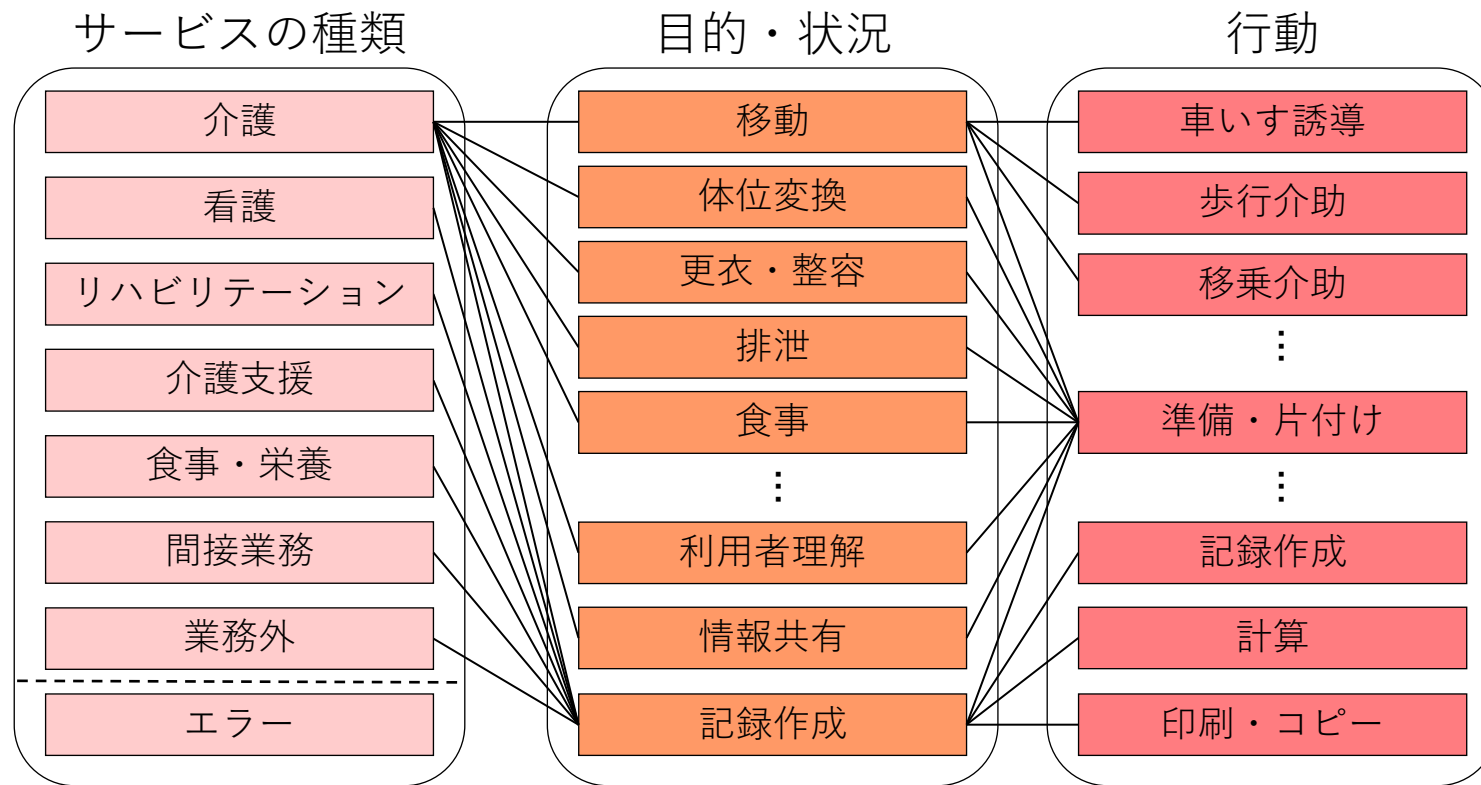 サービスの種類
介護
看護
リハビリテーション
介護支援
食事・栄養
間接業務
業務外
エラー
目的・状況
移動
体位変換
更衣・整容
排泄
食事
⋮
利用者理解
情報共有
記録作成
行動
車いす誘導
歩行介助
移乗介助
⋮
準備・片付け
⋮
記録作成
計算
印刷・コピー